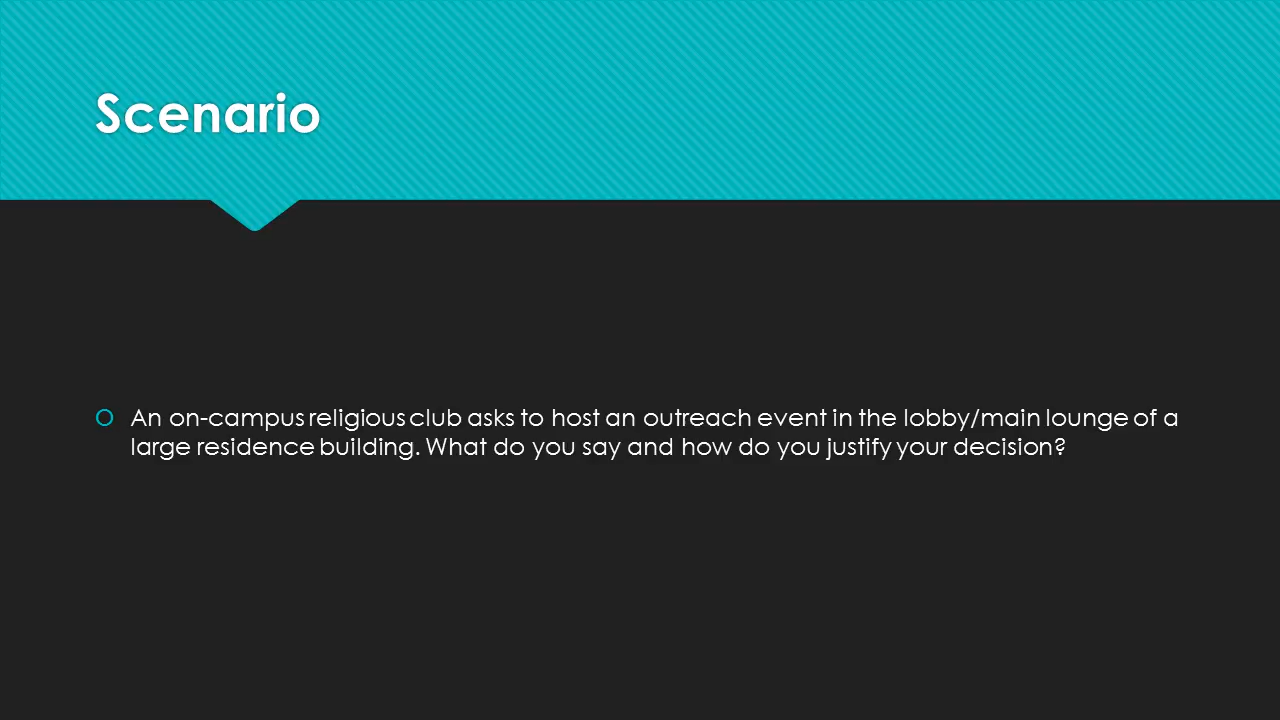 Scenario
An on-campus religious club asks to host an outreach event in the lobby/main lounge of a
large residence building. What do you say and how do you justify your decision?